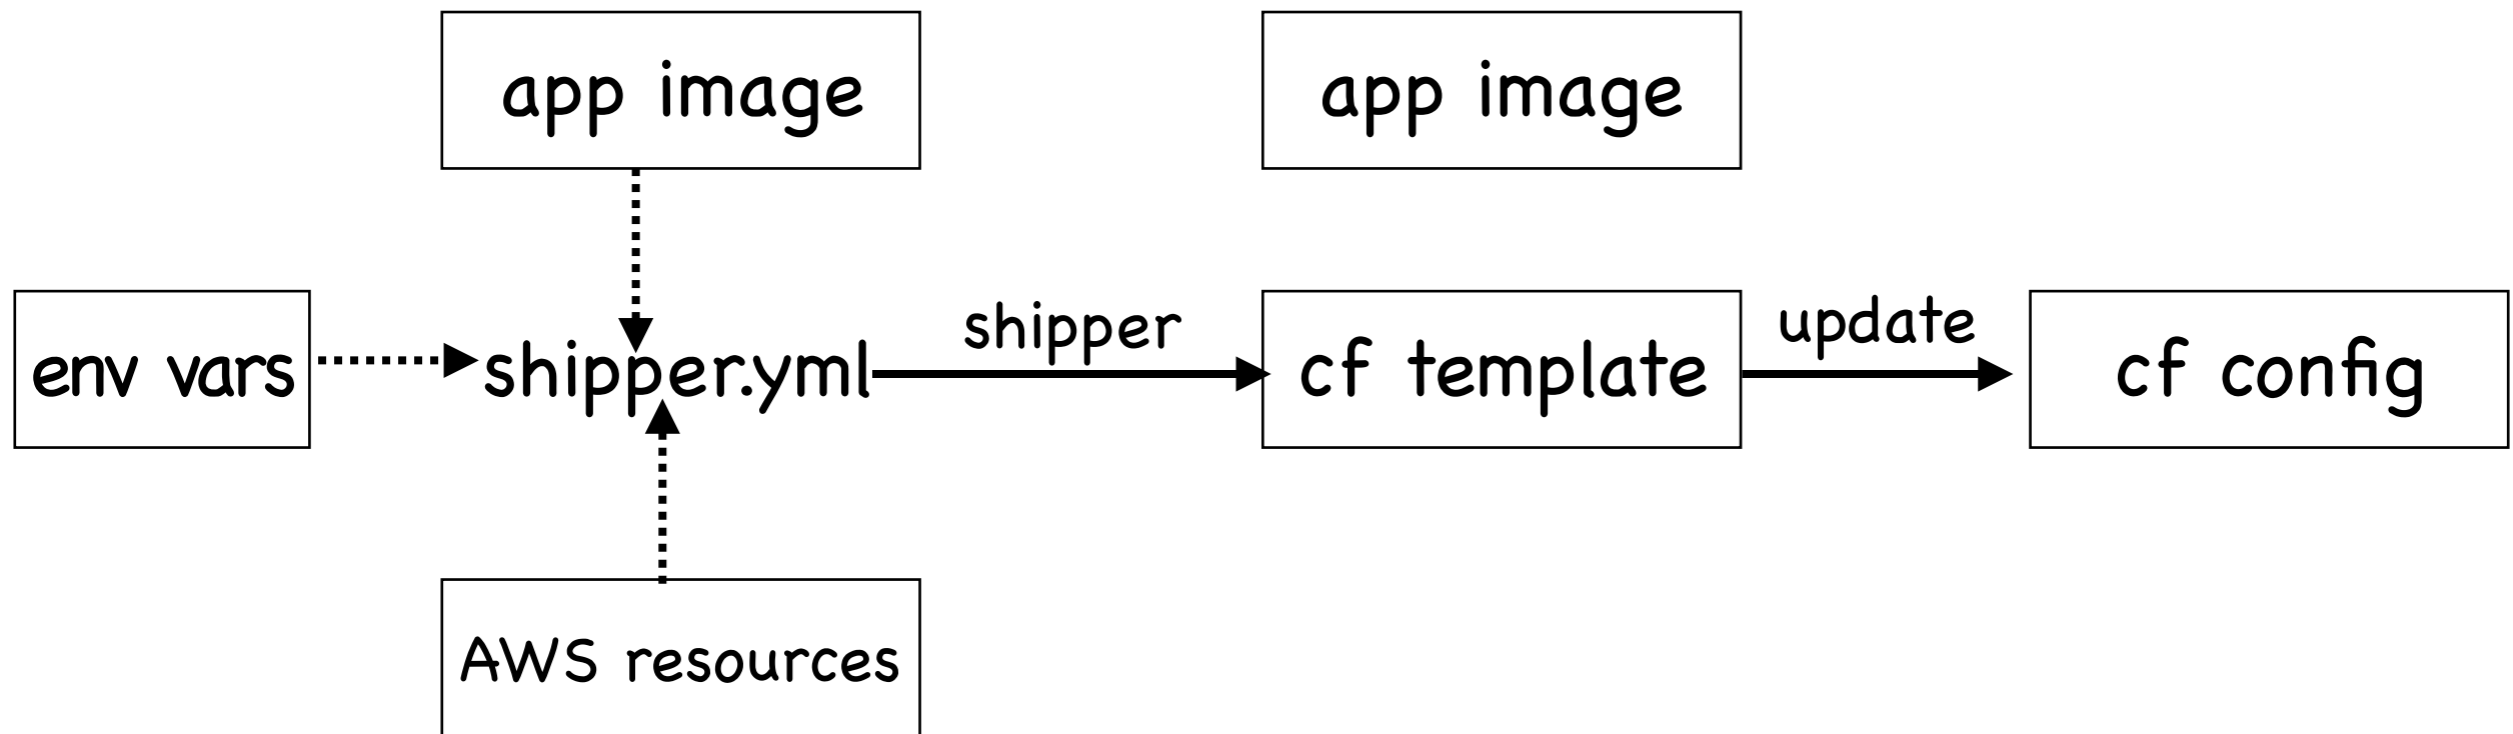 app image
app image
env vars
shipper.yml
shipper
cf template
update
cf config
AWS resources